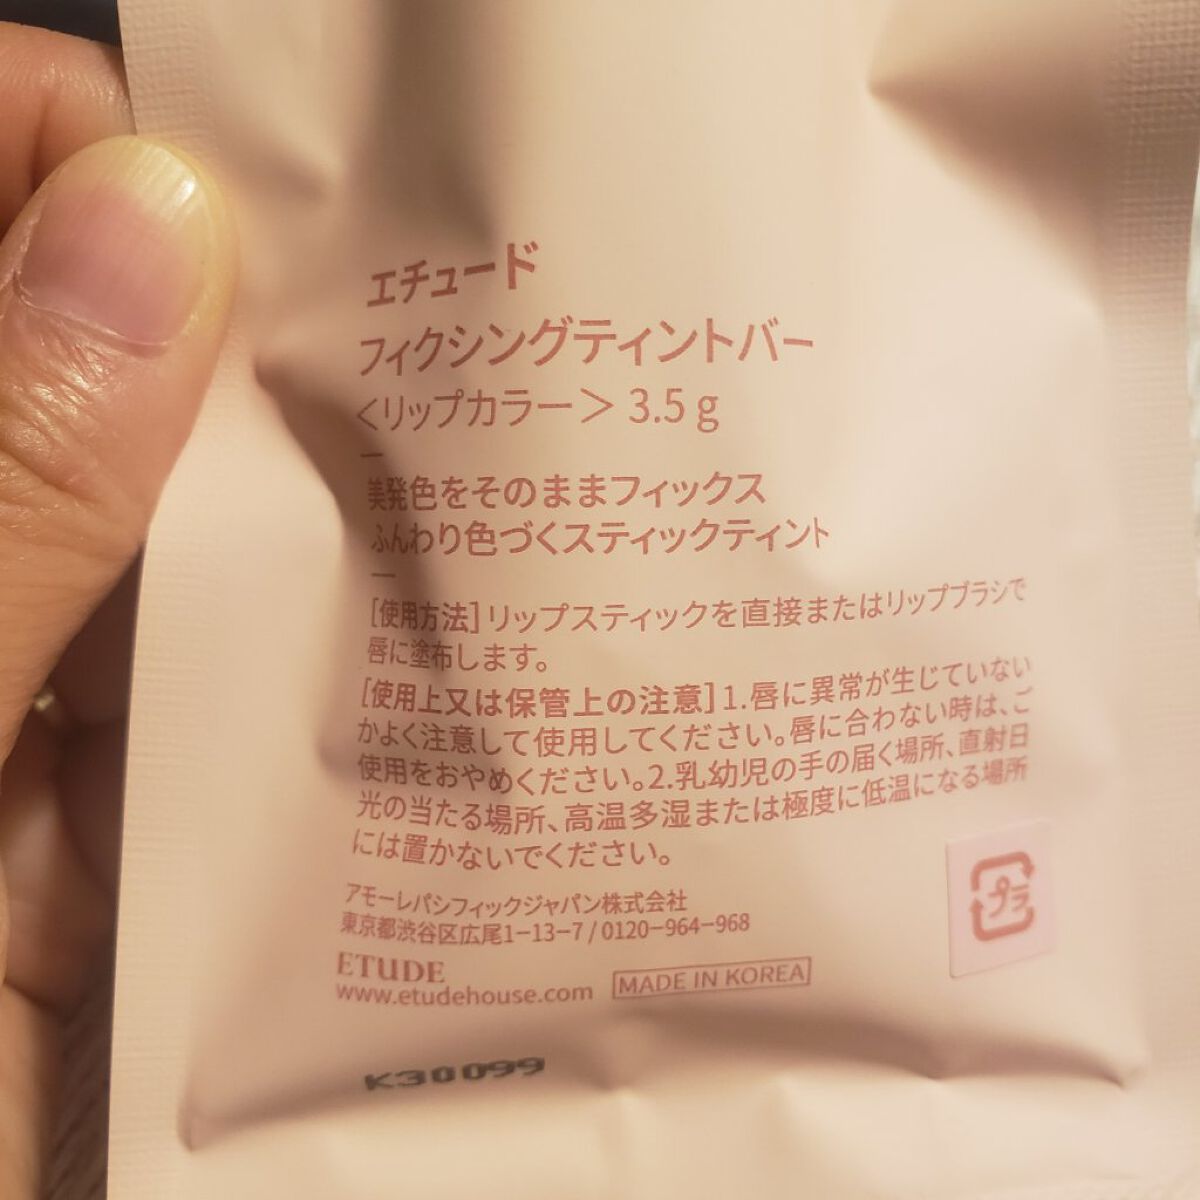 エチュード
フィクシングティントバー
<リップカラー> 3.5 g
美発色をそのままフィックス
ふんわり色づくスティックティント
[使用方法]リップスティックを直接またはリップブラシで
唇に塗布します。
[使用上又は保管上の注意]1.唇に異常が生じていない
かよく注意して使用してください。唇に合わない時は、ご
使用をおやめください。2.乳幼児の手の届く場所、直射日
光の当たる場所、高温多湿または極度に低温になる場所
には置かないでください。
アモーレパシフィックジャパン株式会社
東京都渋谷区広尾1-13-7/0120-964-968
ETUDE
www.etudehouse.com MADE IN KOREA
プラ
K30099